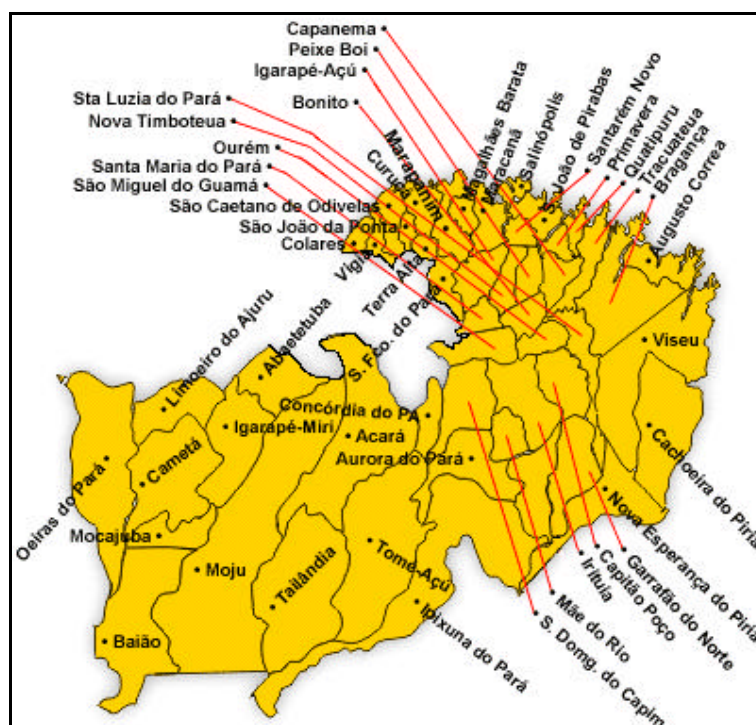 Capanema
Peixe Boi
Igarapé-Açú
Bonito
Sta Luzia do Pará
Nova Timboteua
Ourém
Santa Maria do Pará
São Miguel do Guamá
São Caetano de Odivelas
São João da Ponta
Colares
Vigia
Terra Alta
Curuçá
Marapanim
Magalhães Barata
Maracanã
Salinópolis
S. João de Pirabas
Santarém Novo
Primavera
Quatipuru
Tracuateua
Bragança
Augusto Correa
Viseu
Cachoeira do Piriá
Nova Esperança do Piriá
Garrafão do Norte
Capitão Poço
Irituia
Mãe do Rio
S. Domg. do Capim
S. Fco. do Pará
Limoeiro do Ajuru
Abaetetuba
Igarapé-Miri
Concórdia do PA
Acará
Aurora do Pará
Cametá
Oeiras do Pará
Mocajuba
Moju
Tailândia
Tomé-Açú
Ipixuna do Pará
Baião